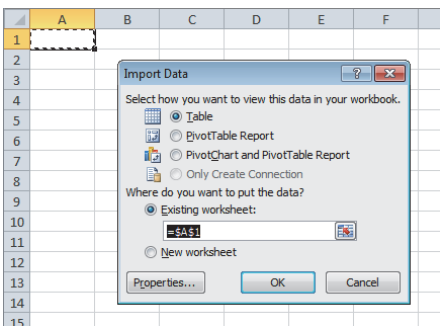 A B C D E F
1
2
3
4
5
6
7
8
9
10
11
12
13
14
15
Import Data ?
Select how you want to view this data in your workbook.
Table
PivotTable Report
PivotChart and PivotTable Report
Only Create Connection
Where do you want to put the data?
Existing worksheet:
=$A$1
New worksheet
Properties... OK Cancel